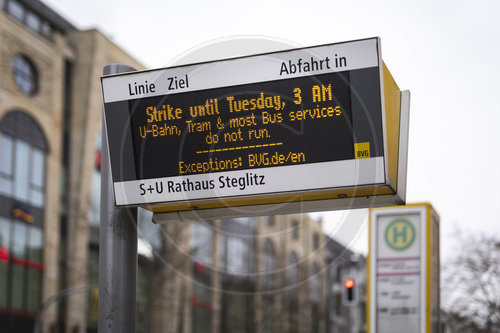 Linie Ziel Abfahrt in
Strike until Tuesday, 3 AM
U-Bahn, Tram & most Bus services
do not run.
-------------
Exceptions: BVG.de/en
BVG
S+U Rathaus Steglitz
H